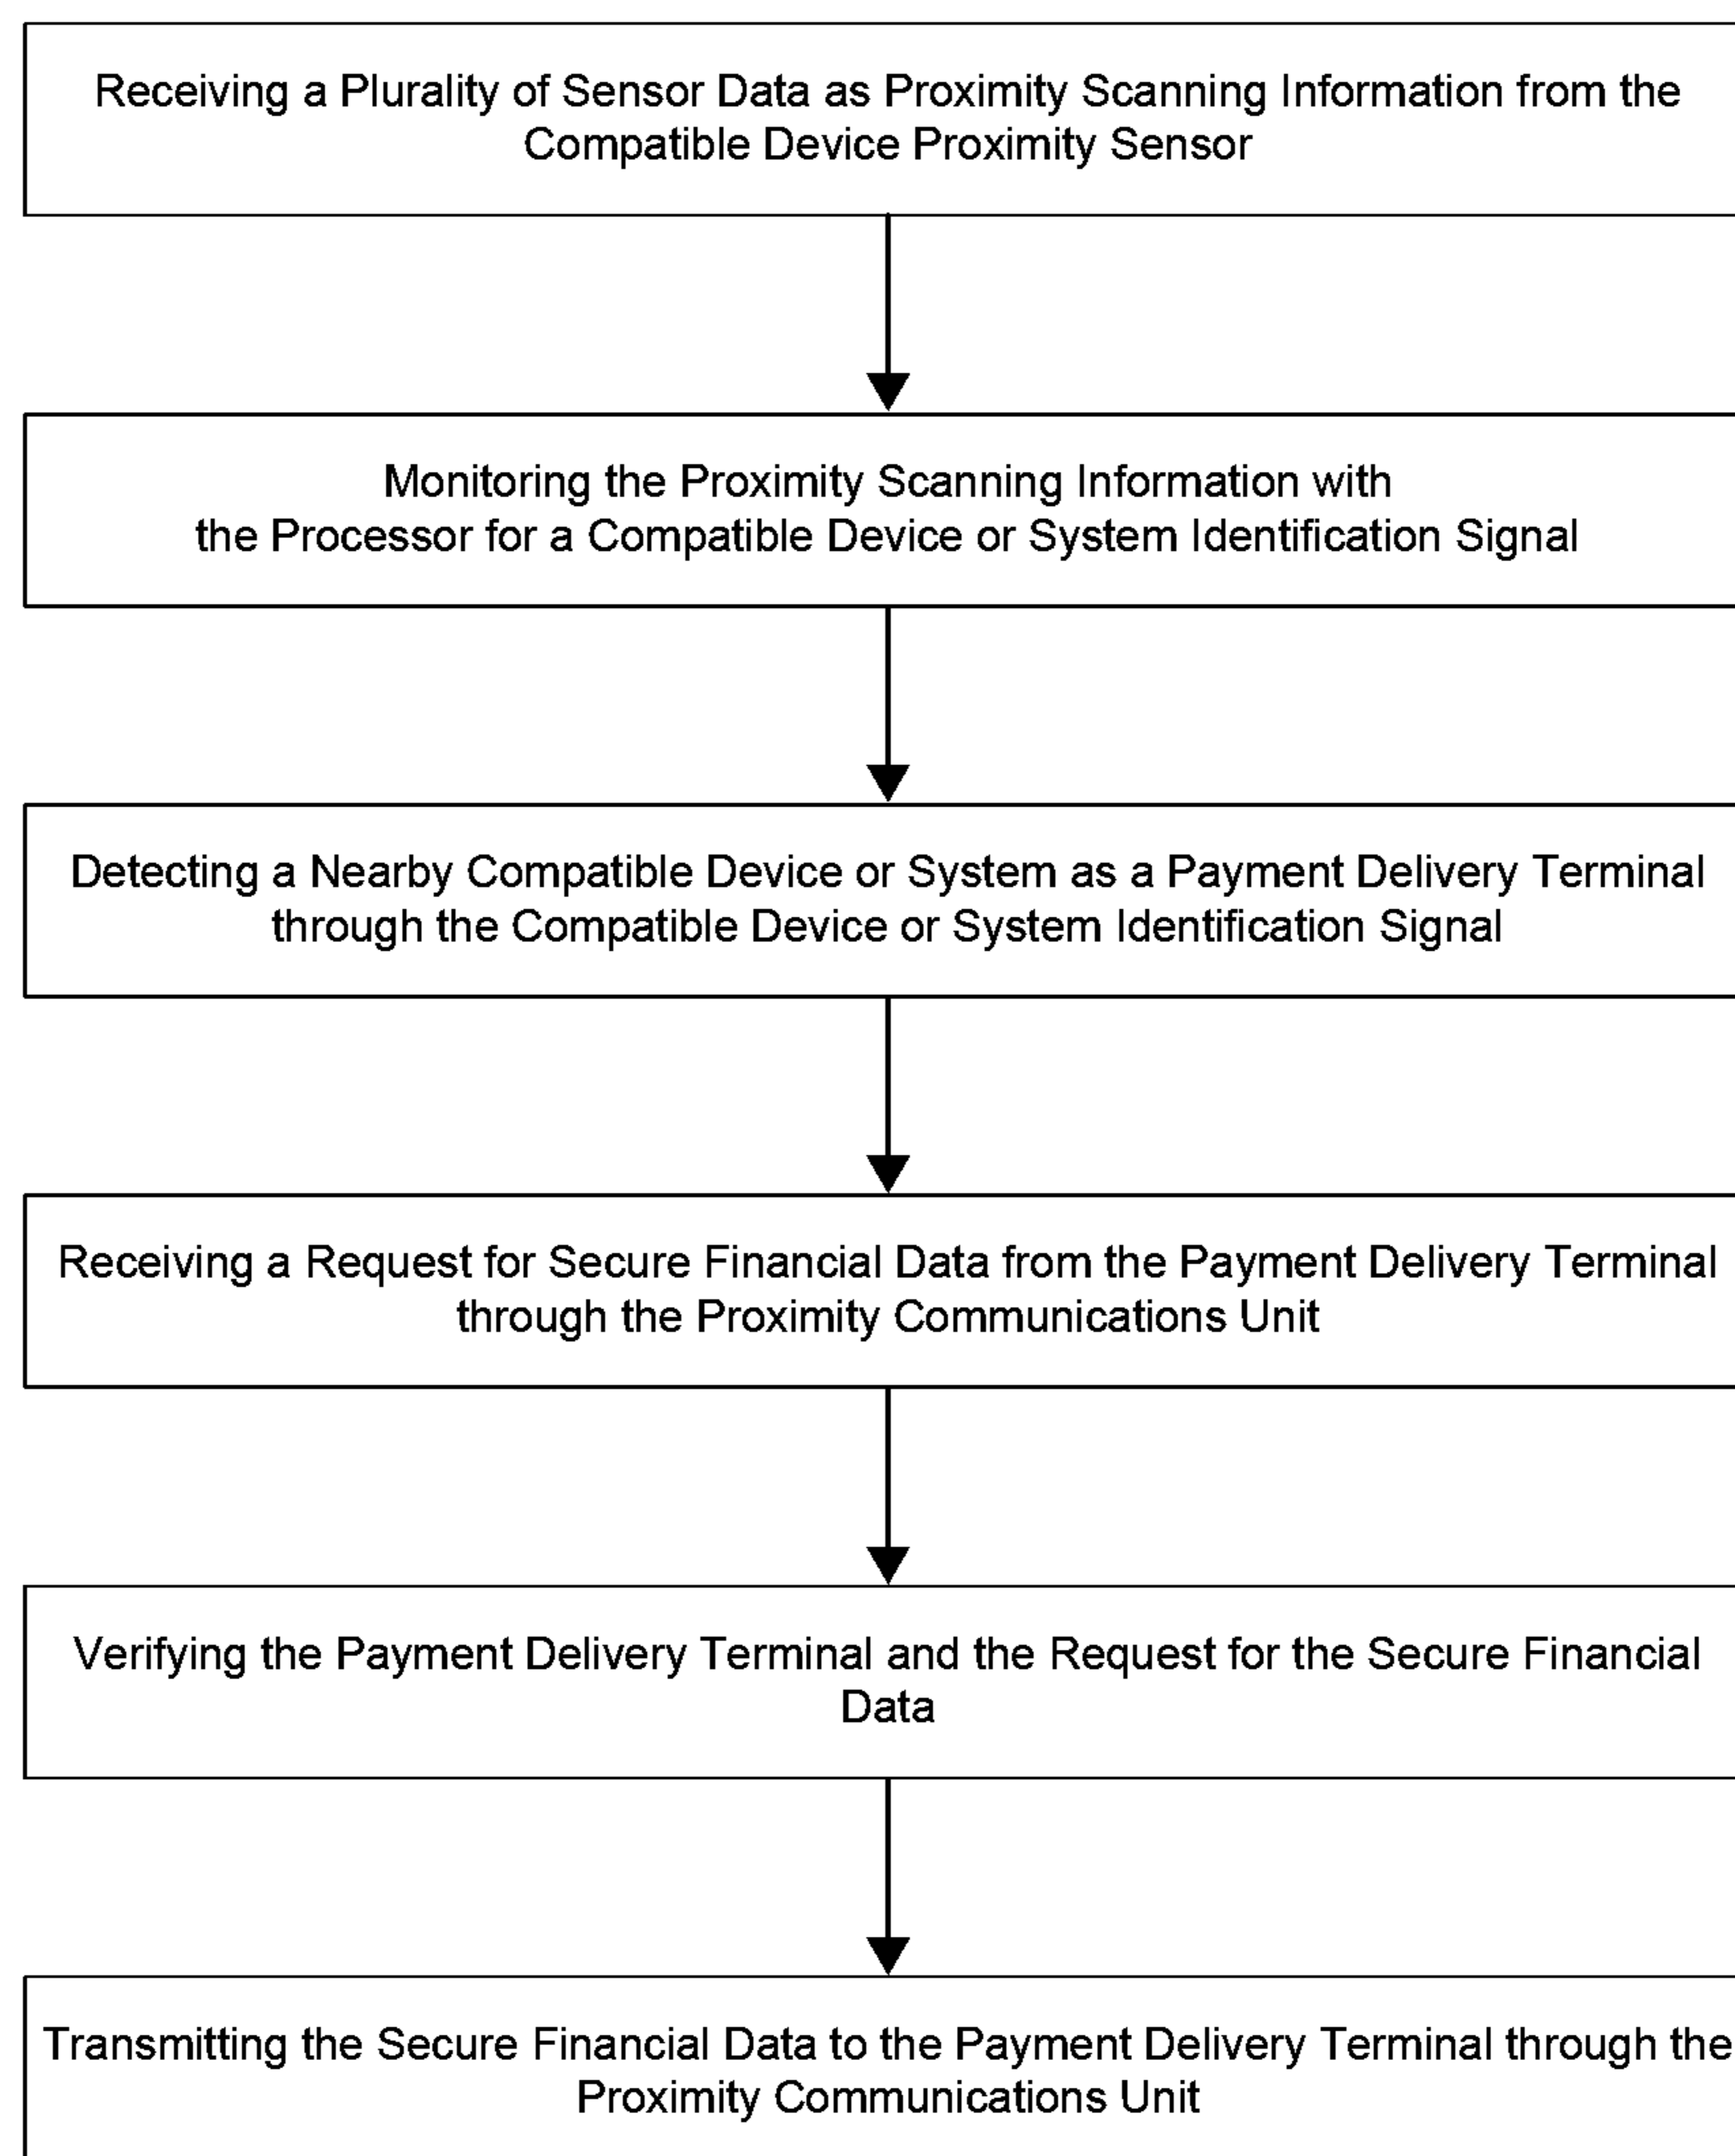 Receiving a Plurality of Sensor Data as Proximity Scanning Information from the
Compatible Device Proximity Sensor
Monitoring the Proximity Scanning Information with
the Processor for a Compatible Device or System Identification Signal
Detecting a Nearby Compatible Device or System as a Payment Delivery Terminal
through the Compatible Device or System Identification Signal
Receiving a Request for Secure Financial Data from the Payment Delivery Terminal
through the Proximity Communications Unit
Verifying the Payment Delivery Terminal and the Request for the Secure Financial
Data
Transmitting the Secure Financial Data to the Payment Delivery Terminal through the
Proximity Communications Unit